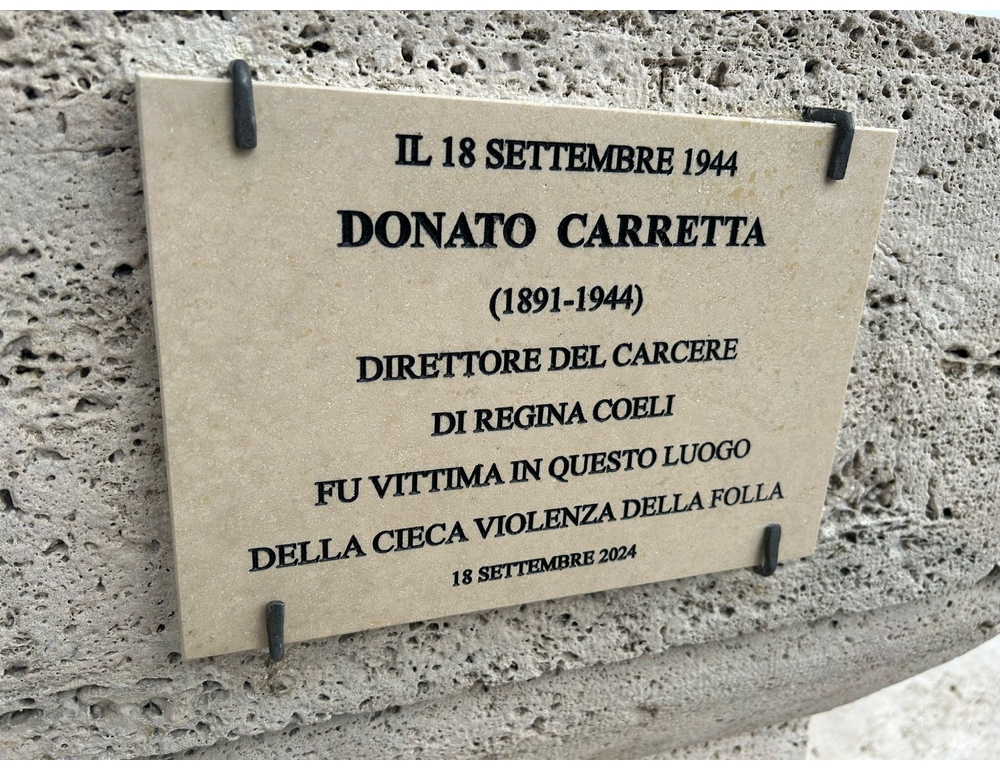 IL 18 SETTEMBRE 1944
DONATO CARRETTA
(1891-1944)
DIRETTORE DEL CARCERE
DI REGINA COELI
FU VITTIMA IN QUESTO LUOGO
DELLA CIECA VIOLENZA DELLA FOLLA
18 SETTEMBRE 2024